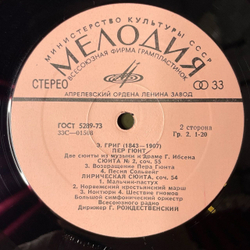 МИНИСТЕРСТВО КУЛЬТУРЫ СССР
МЕЛОДИЯ
ВСЕСОЮЗНАЯ ФИРМА ГРАМПЛАСТИНОК
СТЕРЕО
33
АПРЕЛЕВСКИЙ ОРДЕНА ЛЕНИНА ЗАВОД
ГОСТ 5289-73
2 сторона
33С—01508
Гр. 2. 1-20
Э. ГРИГ (1843—1907)
ПЕР ГЮНТ
Две сюиты из музыки к драме Г. Ибсена
СЮИТА № 2, соч. 55
3. Возвращение Пера Гюнта
4. Песня Сольвейг
ЛИРИЧЕСКАЯ СЮИТА, соч. 54
1. Мальчик-пастух
2. Норвежский крестьянский марш
3. Ноктюрн 4. Шествие гномов
Большой симфонический оркестр
Всесоюзного радио
Дирижер Г. РОЖДЕСТВЕНСКИЙ